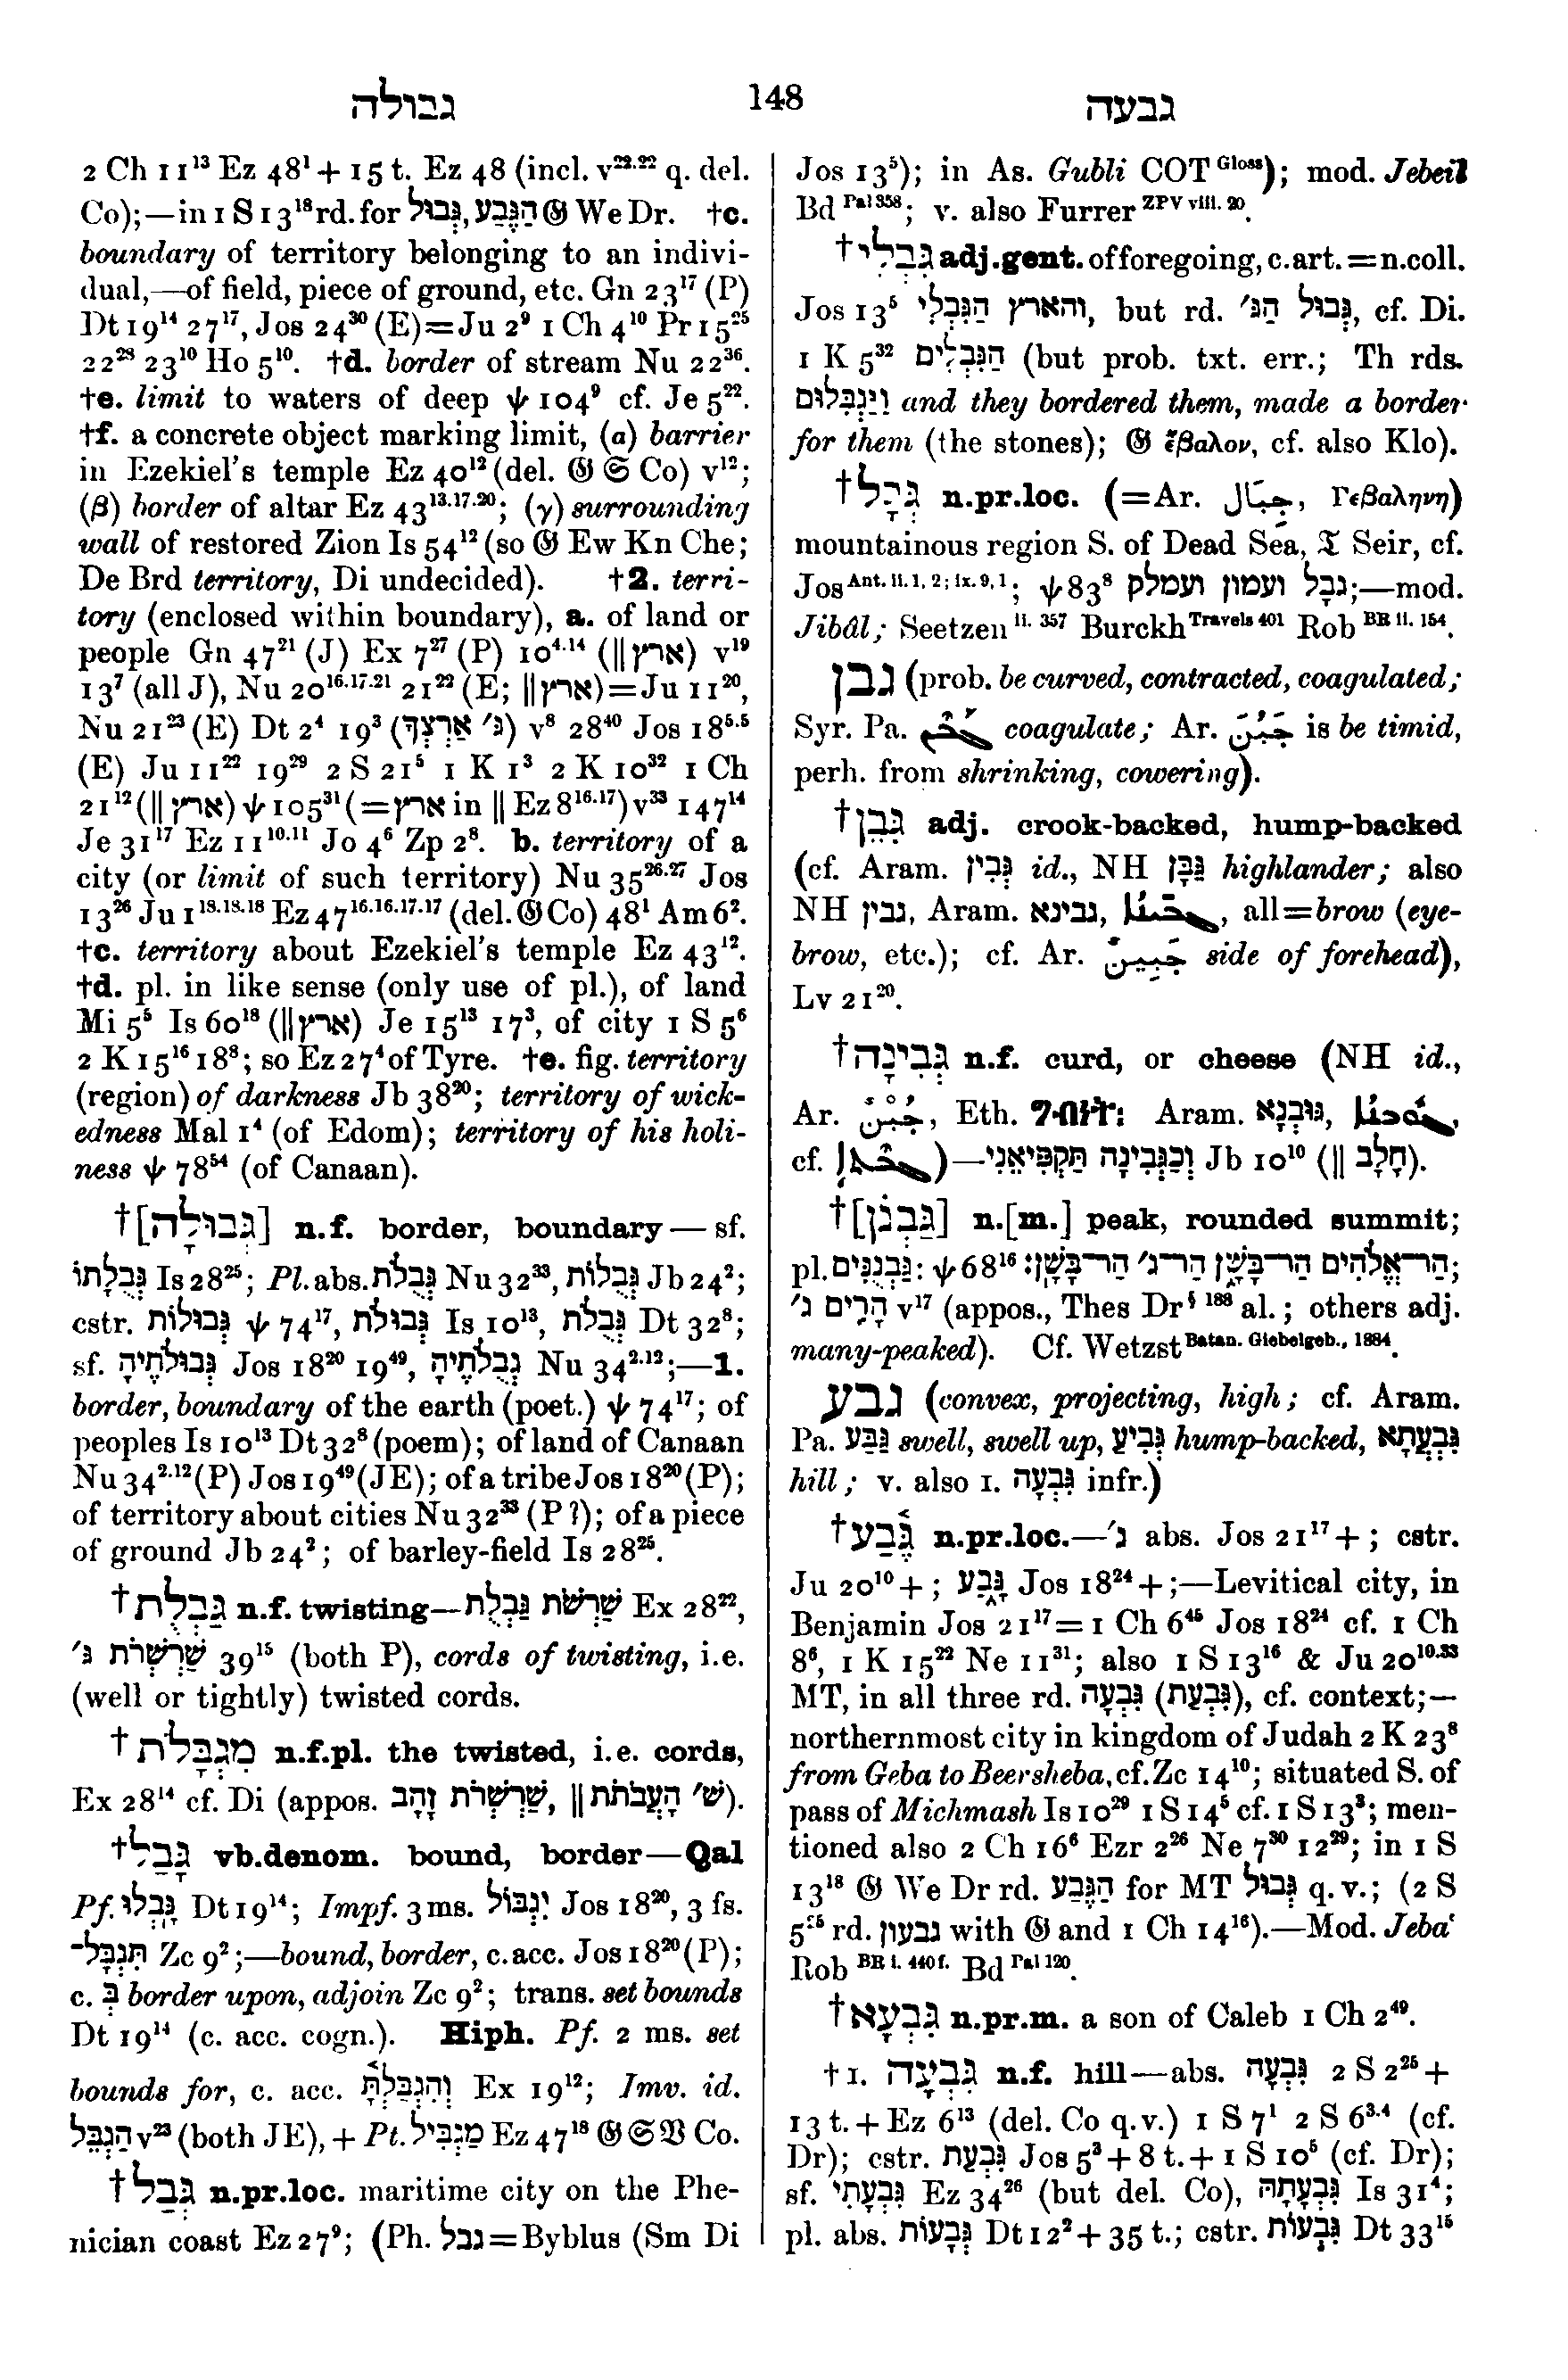 גבולה 148 גבעה
2 Ch 11¹³ Ez 48¹ + 15 t. Ez 48 (incl. v²²·²² q. del.
Co);—in 1 S 13¹⁸ rd. for גְּבוּל, הַגֶּבַע 𝔊 We Dr. †c.
boundary of territory belonging to an indivi-
dual,—of field, piece of ground, etc. Gn 23¹⁷ (P)
Dt 19¹⁴ 27¹⁷, Jos 24³⁰ (E)=Ju 2⁹ 1 Ch 4¹⁰ Pr 15²⁵
22²⁸ 23¹⁰ Ho 5¹⁰. †d. border of stream Nu 22³⁶.
†e. limit to waters of deep ψ 104⁹ cf. Je 5²².
†f. a concrete object marking limit, (α) barrier
in Ezekiel's temple Ez 40¹² (del. 𝔊 𝔖 Co) v¹²;
(β) border of altar Ez 43¹³·¹⁷·²⁰; (γ) surrounding
wall of restored Zion Is 54¹² (so 𝔊 Ew Kn Che;
De Brd territory, Di undecided). †2. terri-
tory (enclosed within boundary), a. of land or
people Gn 47²¹ (J) Ex 7²⁷ (P) 10⁴·¹⁴ (‖ ארץ) v¹⁹
13⁷ (all J), Nu 20¹⁶·¹⁷·²¹ 21²² (E; ‖ ארץ)=Ju 11²⁰,
Nu 21²³ (E) Dt 2⁴ 19³ (ג׳ אַרְצְךָ) v⁸ 28⁴⁰ Jos 18⁵·⁵
(E) Ju 11²² 19²⁹ 2 S 21⁵ 1 K 1³ 2 K 10³² 1 Ch
21¹² (‖ ארץ) ψ 105³¹ (=ארץ in ‖ Ez 8¹⁶·¹⁷) v³³ 147¹⁴
Je 31¹⁷ Ez 11¹⁰·¹¹ Jo 4⁶ Zp 2⁸. b. territory of a
city (or limit of such territory) Nu 35²⁶·²⁷ Jos
13²⁶ Ju 1¹⁸·¹⁸·¹⁸ Ez 47¹⁶·¹⁶·¹⁷·¹⁷ (del. 𝔊 Co) 48¹ Am 6².
†c. territory about Ezekiel's temple Ez 43¹².
†d. pl. in like sense (only use of pl.), of land
Mi 5⁵ Is 60¹⁸ (‖ ארץ) Je 15¹³ 17³, of city 1 S 5⁶
2 K 15¹⁶ 18⁸; so Ez 27⁴ of Tyre. †e. fig. territory
(region) of darkness Jb 38²⁰; territory of wick-
edness Mal 1⁴ (of Edom); territory of his holi-
ness ψ 78⁵⁴ (of Canaan).
†[גְּבוּלָה] n.f. border, boundary — sf.
גְּבֻלָתוֹ Is 28²⁵; Pl. abs. גְּבֻלֹת Nu 32³³, גְּבֻלוֹת Jb 24²;
cstr. גְּבוּלוֹת ψ 74¹⁷, גְּבוּלֹת Is 10¹³, גְּבֻלֹת Dt 32⁸;
sf. גְּבוּלֹתֶיהָ Jos 18²⁰ 19⁴⁹, גְּבֻלֹתֶיהָ Nu 34²·¹²;—1.
border, boundary of the earth (poet.) ψ 74¹⁷; of
peoples Is 10¹³ Dt 32⁸ (poem); of land of Canaan
Nu 34²·¹² (P) Jos 19⁴⁹ (JE); of a tribe Jos 18²⁰ (P);
of territory about cities Nu 32³³ (P ?); of a piece
of ground Jb 24²; of barley-field Is 28²⁵.
†גַּבְלֻת n.f. twisting—שַׁרְשֹׁת גַּבְלֻת Ex 28²²,
שַׁרְשְׁרֹת ג׳ 39¹⁵ (both P), cords of twisting, i.e.
(well or tightly) twisted cords.
†מִגְבָּלֹת n.f.pl. the twisted, i.e. cords,
Ex 28¹⁴ cf. Di (appos. שַׁרְשְׁרֹת זָהָב, ‖ שׁ׳ הָעֲבֹתֹת).
†גָּבַל vb.denom. bound, border—Qal
Pf. גָּבְלוּ Dt 19¹⁴; Impf. 3 ms. יִגְבּוֹל Jos 18²⁰, 3 fs.
תִּגְבָּל־ Zc 9²;—bound, border, c. acc. Jos 18²⁰ (P);
c. בְּ border upon, adjoin Zc 9²; trans. set bounds
Dt 19¹⁴ (c. acc. cogn.). Hiph. Pf. 2 ms. set
bounds for, c. acc. וְהִגְבַּלְתָּ Ex 19¹²; Imv. id.
הַגְבֵּל v²³ (both JE), + Pt. מַגְבִּיל Ez 47¹⁸ 𝔊 𝔖 𝔙 Co.
†גְּבַל n.pr.loc. maritime city on the Phe-
nician coast Ez 27⁹; (Ph. גבל=Byblus (Sm Di
Jos 13⁵); in As. Gubli COT ᴳˡᵒˢˢ); mod. Jebeil
Bd ᴾᵃˡ ³⁵⁸; v. also Furrer ᶻᴾⱽ ᵛⁱⁱⁱ· ²⁰.
†גִּבְלִי adj.gent. of foregoing, c. art.=n.coll.
Jos 13⁵ והארץ הַגִּבְלִי, but rd. גְּבוּל הַגּ׳, cf. Di.
1 K 5³² הַגִּבְלִים (but prob. txt. err.; Th rds.
וַיַּגְבִּלוּם and they bordered them, made a border
for them (the stones); 𝔊 ἔβαλον, cf. also Klo).
†גְּבָל n.pr.loc. (=Ar. جِبَال, Γεβαληνη)
mountainous region S. of Dead Sea, 𝔗 Seir, cf.
Jos ᴬⁿᵗ· ⁱⁱ· ¹, ²; ⁱˣ· ⁹, ¹; ψ 83⁸ גְּבָל ועמון ועמלק;—mod.
Jibâl; Seetzen ⁱⁱ· ³⁵⁷ Burckh ᵀʳᵃᵛᵉˡˢ ⁴⁰¹ Rob ᴮᴿ ⁱⁱ· ¹⁵⁴.
גבן (prob. be curved, contracted, coagulated;
Syr. Pa. coagulate; Ar. جَبُنَ is be timid,
perh. from shrinking, cowering).
†גִּבֵּן adj. crook-backed, hump-backed
(cf. Aram. גְּבִין id., NH גַּבָּן highlander; also
NH גבין, Aram. גבינא, all=brow (eye-
brow, etc.); cf. Ar. جَبِينٌ side of forehead),
Lv 21²⁰.
†גְּבִינָה n.f. curd, or cheese (NH id.,
Ar. جُبْنٌ, Eth. Aram. גּוּבְנָא,
cf. )—וְכַגְּבִינָה תַּקְפִּיאֵנִי Jb 10¹⁰ (‖ חָלָב).
†[גַּבְנֹן] n.[m.] peak, rounded summit;
pl. גַּבְנֻנִּים: ψ 68¹⁶ הַר־אֱלֹהִים הַר־בָּשָׁן הַר־ג׳ הַר־בָּשָׁן׃;
הָרִים ג׳ v¹⁷ (appos., Thes Dr § ¹⁸⁸ al.; others adj.
many-peaked). Cf. Wetzst ᴮᵃᵗᵃⁿ· ᴳⁱᵉᵇᵉˡᵍᵉᵇ·, ¹⁸⁸⁴.
גבע (convex, projecting, high; cf. Aram.
Pa. גַּבַּע swell, swell up, גְּבִיעַ hump-backed, גִּבְעֲתָא
hill; v. also 1. גִּבְעָה infr.)
†גֶּבַע n.pr.loc.—ג׳ abs. Jos 21¹⁷ +; cstr.
Ju 20¹⁰ +; גָּבַע Jos 18²⁴ +;—Levitical city, in
Benjamin Jos 21¹⁷= 1 Ch 6⁴⁵ Jos 18²⁴ cf. 1 Ch
8⁶, 1 K 15²² Ne 11³¹; also 1 S 13¹⁶ & Ju 20¹⁰·³³
MT, in all three rd. גִּבְעָה (גִּבְעַת), cf. context;—
northernmost city in kingdom of Judah 2 K 23⁸
from Geba to Beersheba, cf. Zc 14¹⁰; situated S. of
pass of Michmash Is 10²⁹ 1 S 14⁵ cf. 1 S 13³; men-
tioned also 2 Ch 16⁶ Ezr 2²⁶ Ne 7³⁰ 12²⁹; in 1 S
13¹⁸ 𝔊 We Dr rd. הַגֶּבַע for MT גְּבוּל q.v.; (2 S
5²⁵ rd. גבעון with 𝔊 and 1 Ch 14¹⁶).—Mod. Jebaʿ
Rob ᴮᴿ ⁱ· ⁴⁴⁰ ᶠ· Bd ᴾᵃˡ ¹²⁰.
†גִּבְעָא n.pr.m. a son of Caleb 1 Ch 2⁴⁹.
†1. גִּבְעָה n.f. hill—abs. גִּבְעָה 2 S 2²⁵ +
13 t. + Ez 6¹³ (del. Co q.v.) 1 S 7¹ 2 S 6³·⁴ (cf.
Dr); cstr. גִּבְעַת Jos 5³ + 8 t. + 1 S 10⁵ (cf. Dr);
sf. גִּבְעָתִי Ez 34²⁶ (but del. Co), גִּבְעָתָהּ Is 31⁴;
pl. abs. גְּבָעוֹת Dt 12² + 35 t.; cstr. גִּבְעוֹת Dt 33¹⁵